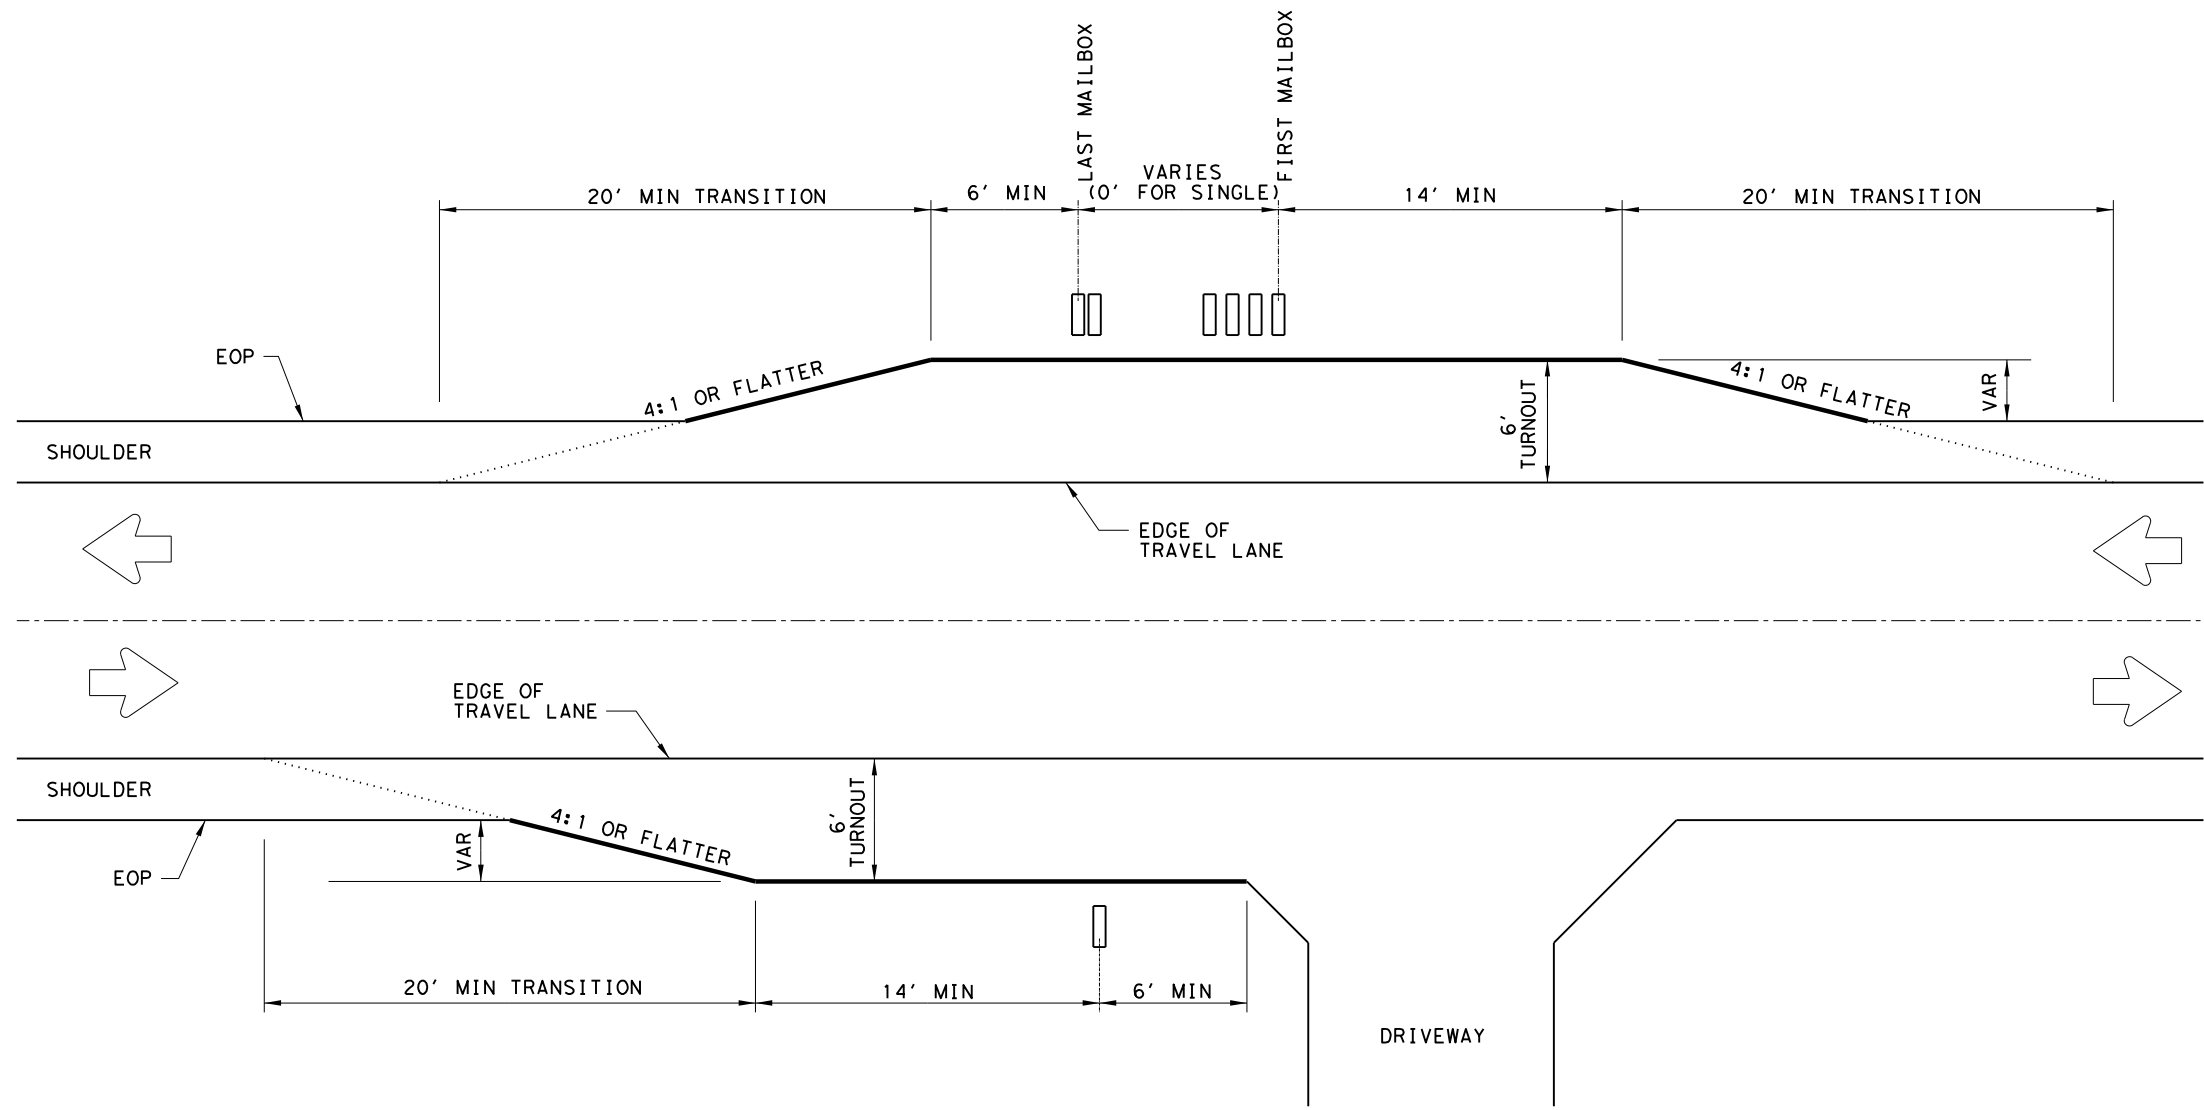 LAST MAILBOX
FIRST MAILBOX
20' MIN TRANSITION
6' MIN
VARIES
(0' FOR SINGLE)
14' MIN
20' MIN TRANSITION
EOP
4:1 OR FLATTER
4:1 OR FLATTER
VAR
6'
TURNOUT
SHOULDER
EDGE OF
TRAVEL LANE
EDGE OF
TRAVEL LANE
SHOULDER
4:1 OR FLATTER
VAR
6'
TURNOUT
EOP
20' MIN TRANSITION
14' MIN
6' MIN
DRIVEWAY